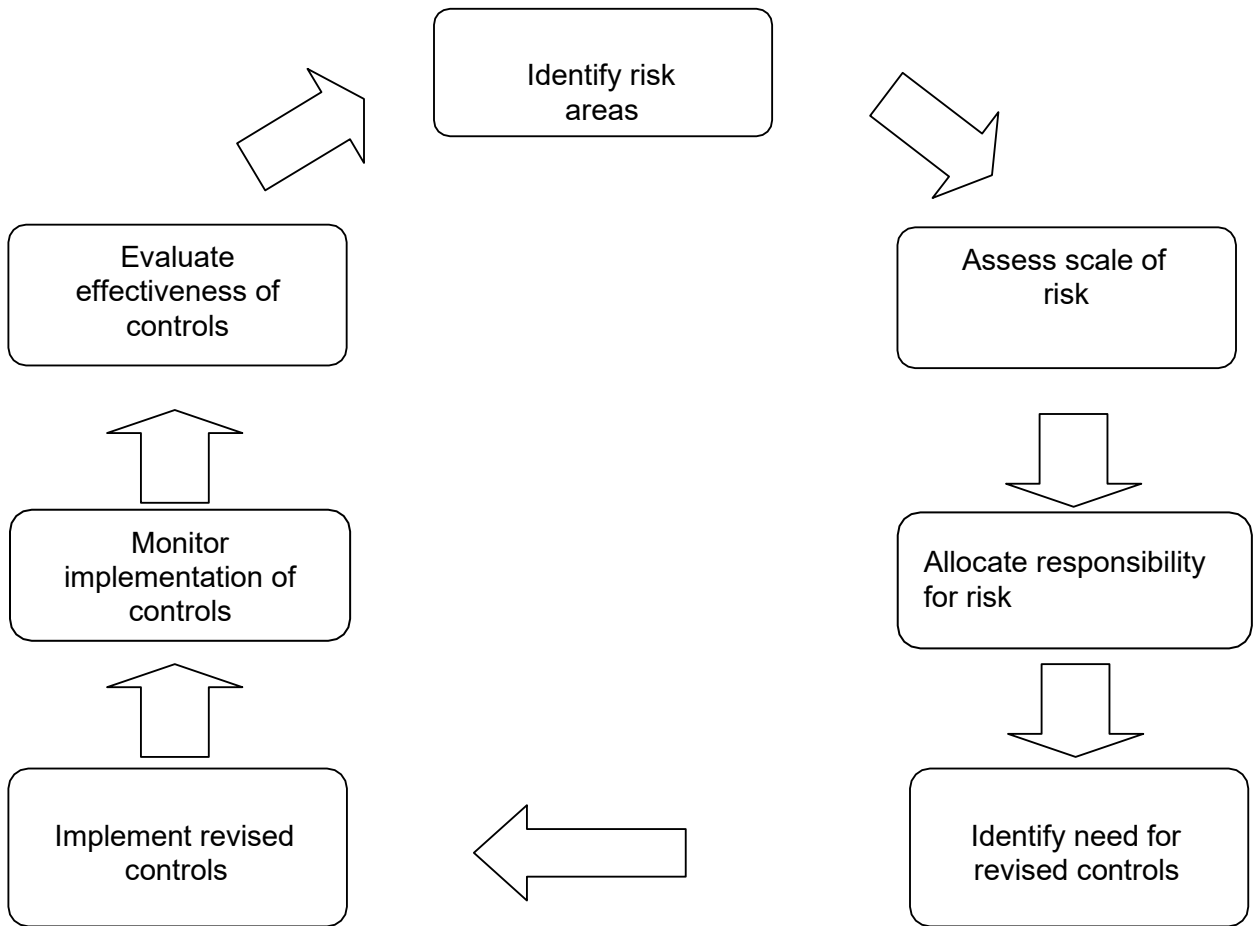 Identify risk
areas
Assess scale of
risk
Allocate responsibility
for risk
Identify need for
revised controls
Implement revised
controls
Monitor
implementation of
controls
Evaluate
effectiveness of
controls